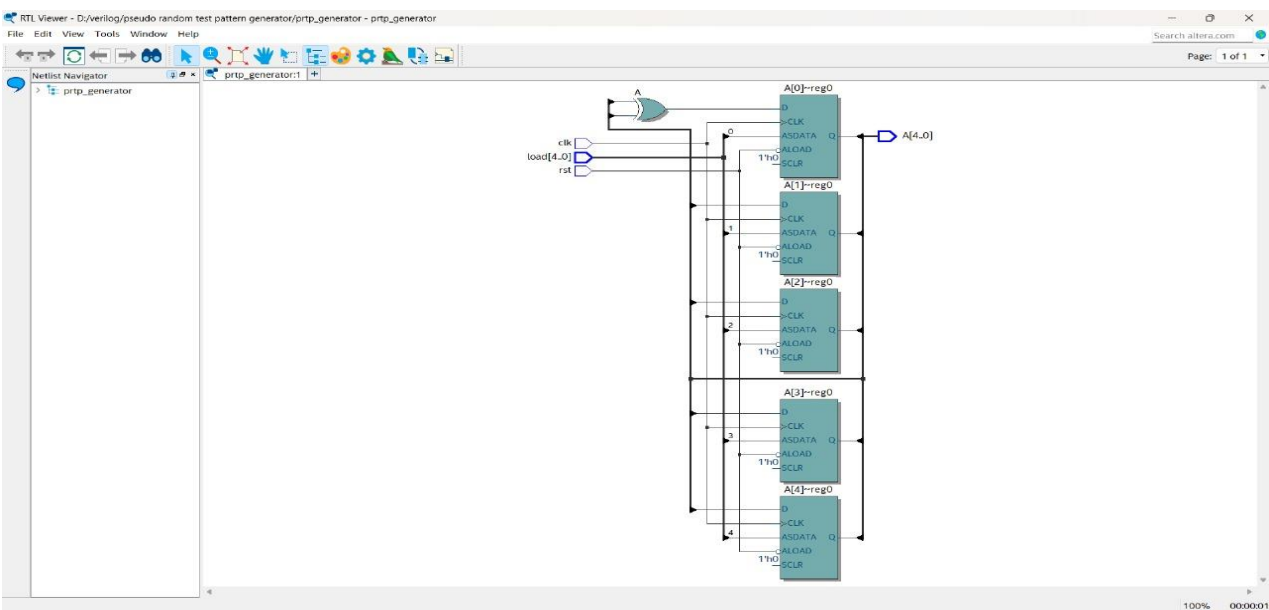 RTL Viewer - D:/verilog/pseudo random test pattern generator/prtp_generator - prtp_generator
File Edit View Tools Window Help
Search altera.com
Page: 1 of 1
Netlist Navigator
prtp_generator:1
prtp_generator
A
clk
load[4..0]
rst
A[0]~reg0
D
CLK
0
ASDATA Q
ALOAD
1'h0
SCLR
A[4..0]
A[1]~reg0
D
CLK
1
ASDATA Q
ALOAD
1'h0
SCLR
A[2]~reg0
D
CLK
2
ASDATA Q
ALOAD
1'h0
SCLR
A[3]~reg0
D
CLK
3
ASDATA Q
ALOAD
1'h0
SCLR
A[4]~reg0
D
CLK
4
ASDATA Q
ALOAD
1'h0
SCLR
100% 00:00:01